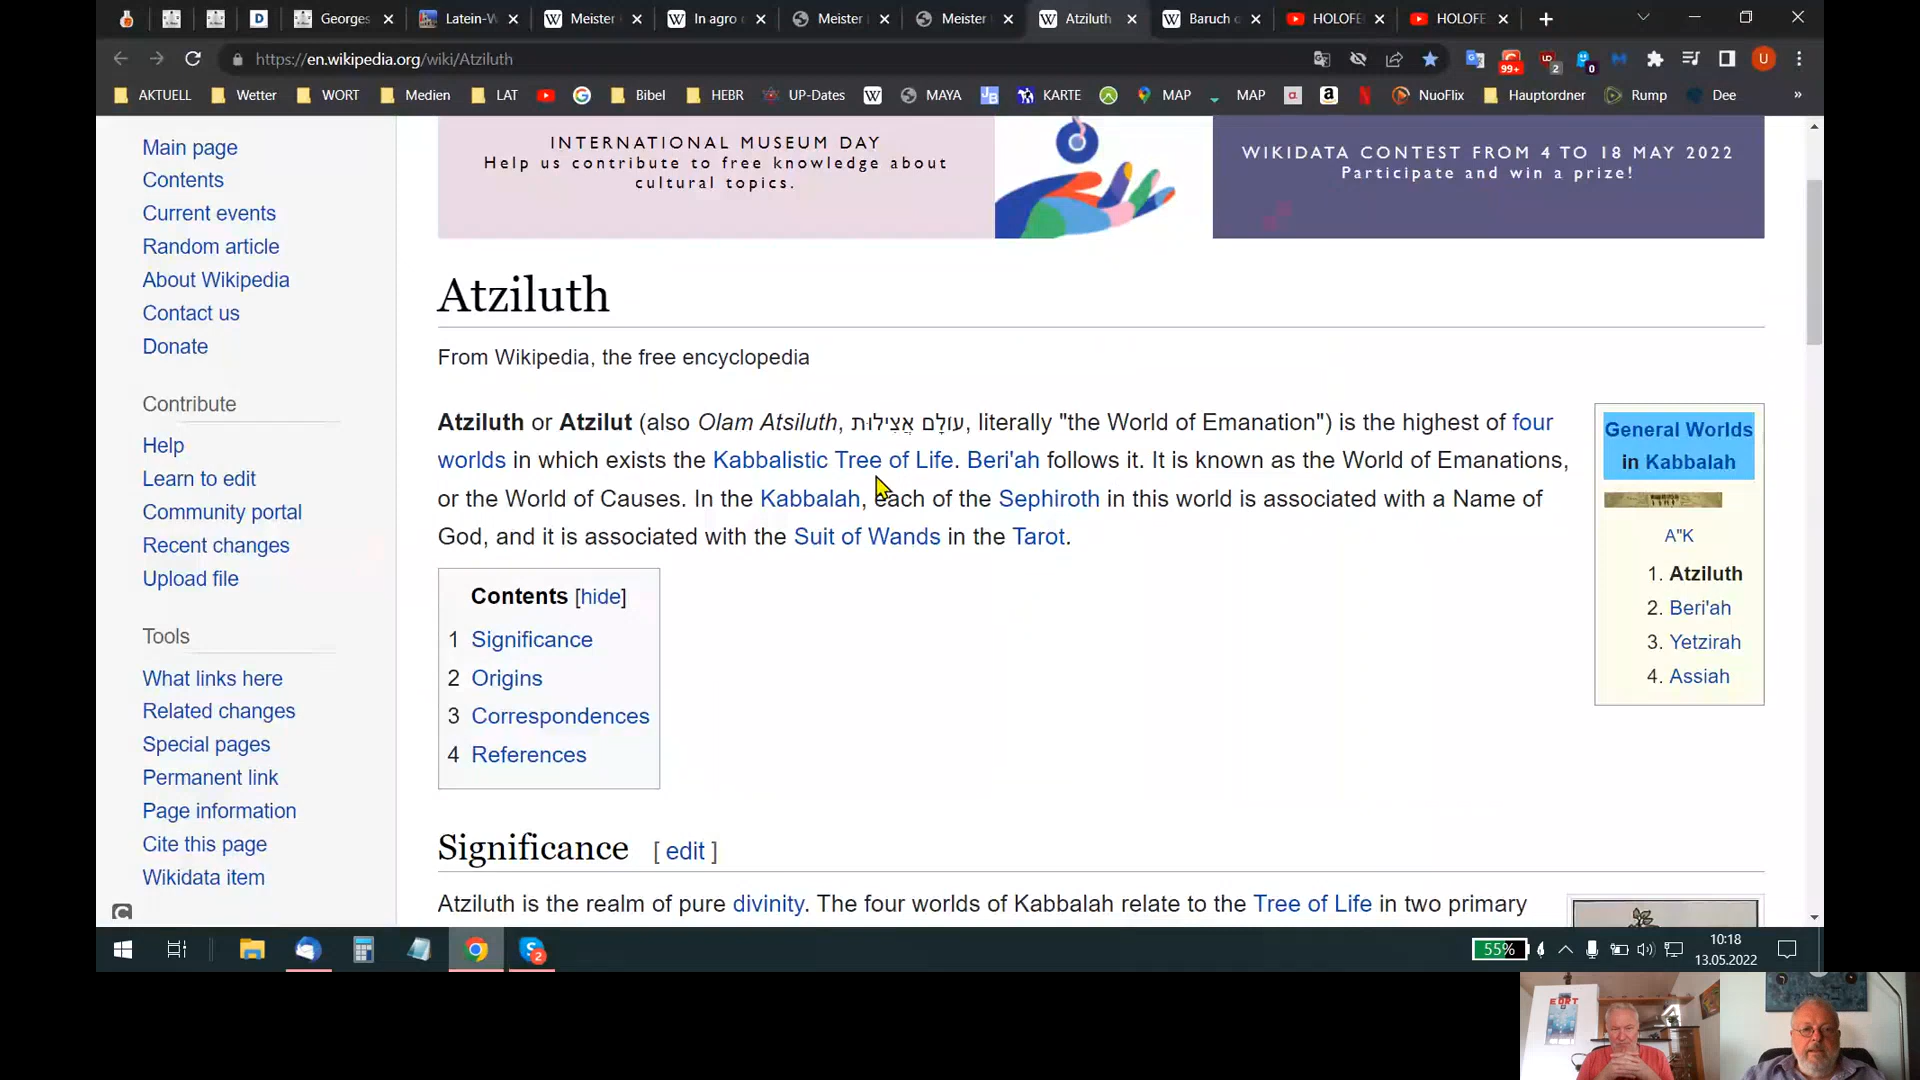 Georges
Latein-W
Meister
In agro
Meister
Meister
Atziluth
Baruch
HOLOFE
HOLOFE
https://en.wikipedia.org/wiki/Atziluth
99+
2
0
U
AKTUELL
Wetter
WORT
Medien
LAT
Bibel
HEBR
UP-Dates
MAYA
KARTE
MAP
MAP
NuoFlix
Hauptordner
Rump
Dee
»
INTERNATIONAL MUSEUM DAY
Help us contribute to free knowledge about
cultural topics.
WIKIDATA CONTEST FROM 4 TO 18 MAY 2022
Participate and win a prize!
Main page
Contents
Current events
Random article
About Wikipedia
Contact us
Donate
Contribute
Help
Learn to edit
Community portal
Recent changes
Upload file
Tools
What links here
Related changes
Special pages
Permanent link
Page information
Cite this page
Wikidata item
Atziluth
From Wikipedia, the free encyclopedia
Atziluth or Atzilut (also Olam Atsiluth, עוֹלָם אֲצִילוּת, literally "the World of Emanation") is the highest of four
worlds in which exists the Kabbalistic Tree of Life. Beri'ah follows it. It is known as the World of Emanations,
or the World of Causes. In the Kabbalah, each of the Sephiroth in this world is associated with a Name of
God, and it is associated with the Suit of Wands in the Tarot.
General Worlds
in Kabbalah
A"K
1. Atziluth
2. Beri'ah
3. Yetzirah
4. Assiah
Contents [hide]
1 Significance
2 Origins
3 Correspondences
4 References
Significance [ edit ]
Atziluth is the realm of pure divinity. The four worlds of Kabbalah relate to the Tree of Life in two primary
2
55%
10:18
13.05.2022